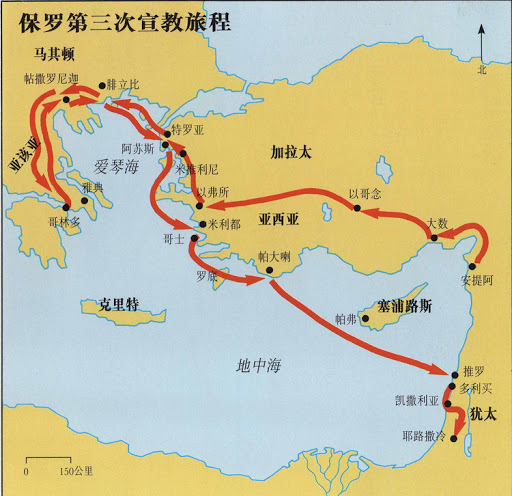 保罗第三次宣教旅程
北
马其顿
帖撒罗尼迦
腓立比
特罗亚
阿苏斯
加拉太
亚该亚
爱琴海
米推利尼
雅典
以弗所
以哥念
哥林多
亚西亚
米利都
大数
哥士
帕大喇
罗底
安提阿
克里特
塞浦路斯
帕弗
地中海
推罗
多利买
凯撒利亚
犹太
耶路撒冷
0 150公里